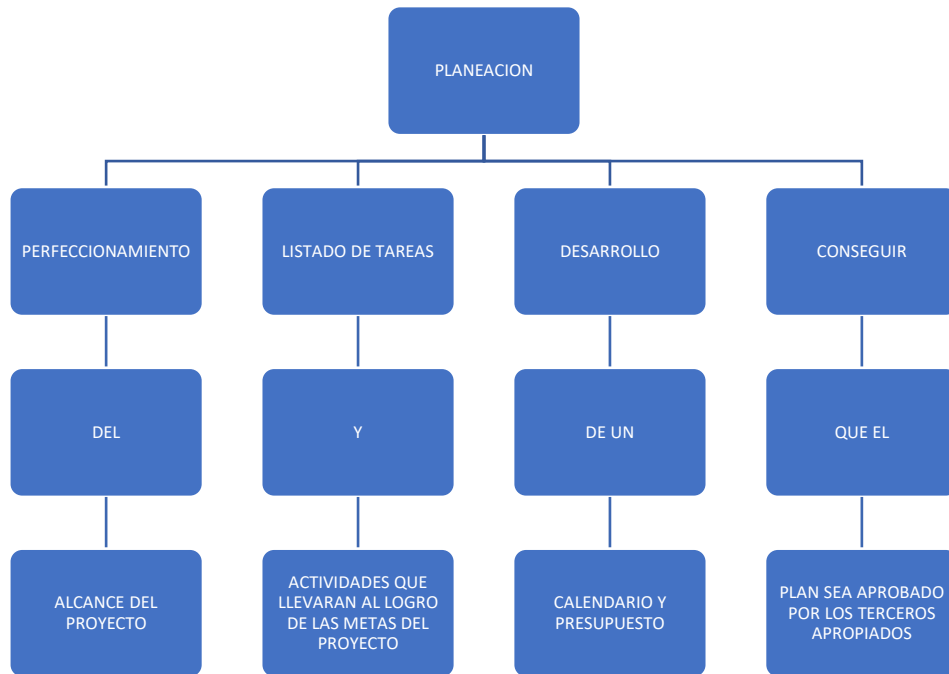 PLANEACION
PERFECCIONAMIENTO
LISTADO DE TAREAS
DESARROLLO
CONSEGUIR
DEL
Y
DE UN
QUE EL
ALCANCE DEL
PROYECTO
ACTIVIDADES QUE
LLEVARAN AL LOGRO
DE LAS METAS DEL
PROYECTO
CALENDARIO Y
PRESUPUESTO
PLAN SEA APROBADO
POR LOS TERCEROS
APROPIADOS